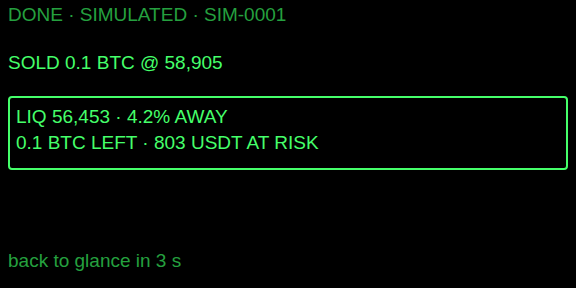 DONE · SIMULATED · SIM-0001
SOLD 0.1 BTC @ 58,905
LIQ 56,453 · 4.2% AWAY
0.1 BTC LEFT · 803 USDT AT RISK
back to glance in 3 s